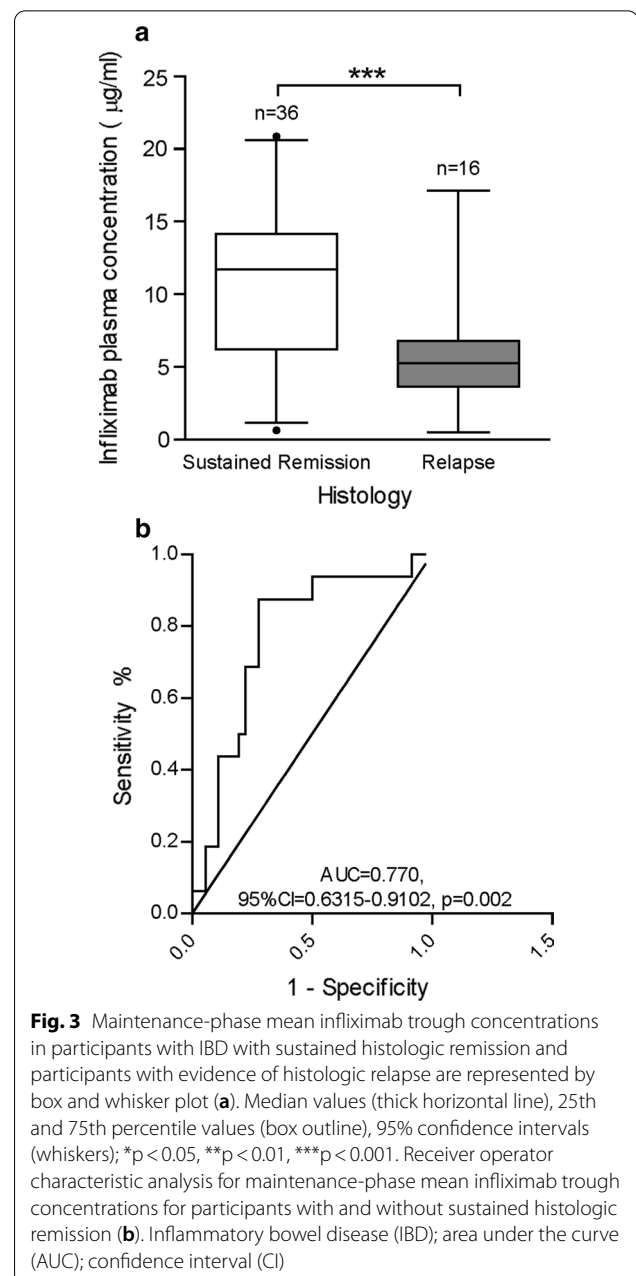 a
25
20
15
10
5
0
Infliximab plasma concentration ( µg/ml)
***
n=36
n=16
Sustained Remission
Relapse
Histology
b
1.0
0.8
0.6
0.4
0.2
0.0
Sensitivity %
AUC=0.770,
95%CI=0.6315-0.9102, p=0.002
0.0
0.5
1.0
1.5
1 - Specificity
Fig. 3 Maintenance-phase mean infliximab trough concentrations
in participants with IBD with sustained histologic remission and
participants with evidence of histologic relapse are represented by
box and whisker plot (a). Median values (thick horizontal line), 25th
and 75th percentile values (box outline), 95% confidence intervals
(whiskers); *p < 0.05, **p < 0.01, ***p < 0.001. Receiver operator
characteristic analysis for maintenance-phase mean infliximab trough
concentrations for participants with and without sustained histologic
remission (b). Inflammatory bowel disease (IBD); area under the curve
(AUC); confidence interval (CI)